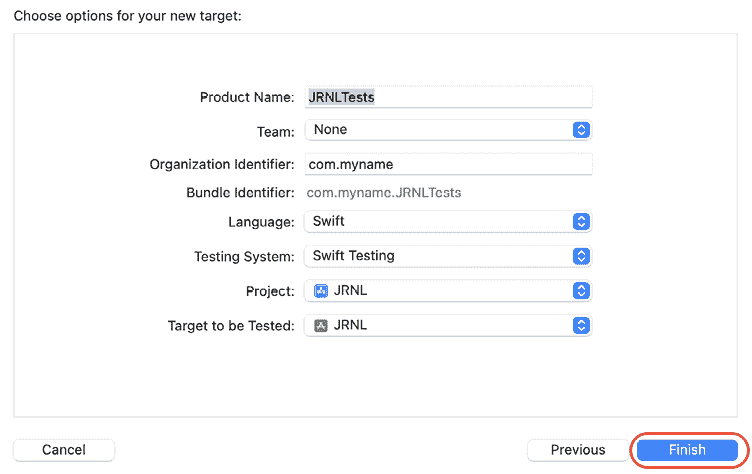 Choose options for your new target:
Product Name: JRNLTests
Team: None
Organization Identifier: com.myname
Bundle Identifier: com.myname.JRNLTests
Language: Swift
Testing System: Swift Testing
Project: JRNL
Target to be Tested: JRNL
Cancel Previous Finish